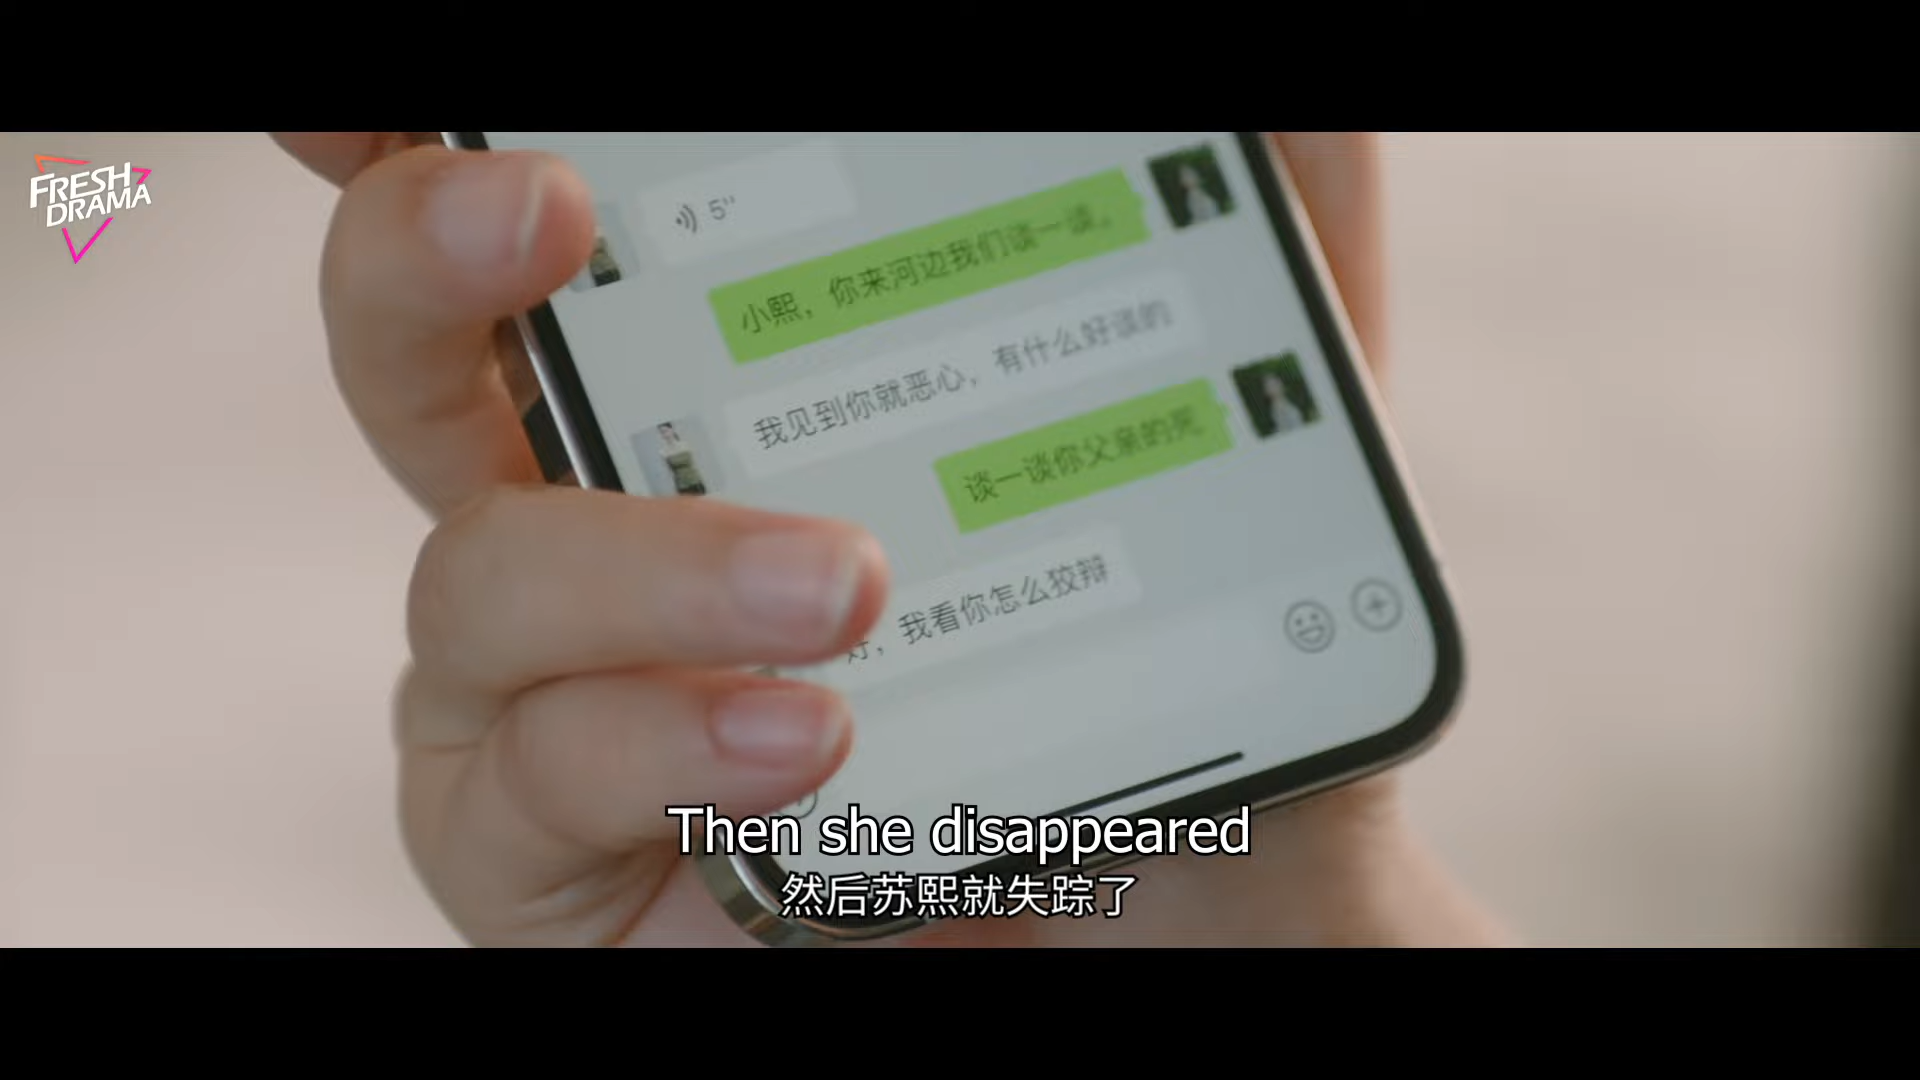 FRESH
DRAMA
5"
小熙，你来河边我们谈一谈。
我见到你就恶心，有什么好谈的
谈一谈你父亲的死
好，我看你怎么狡辩
Then she disappeared
然后苏熙就失踪了